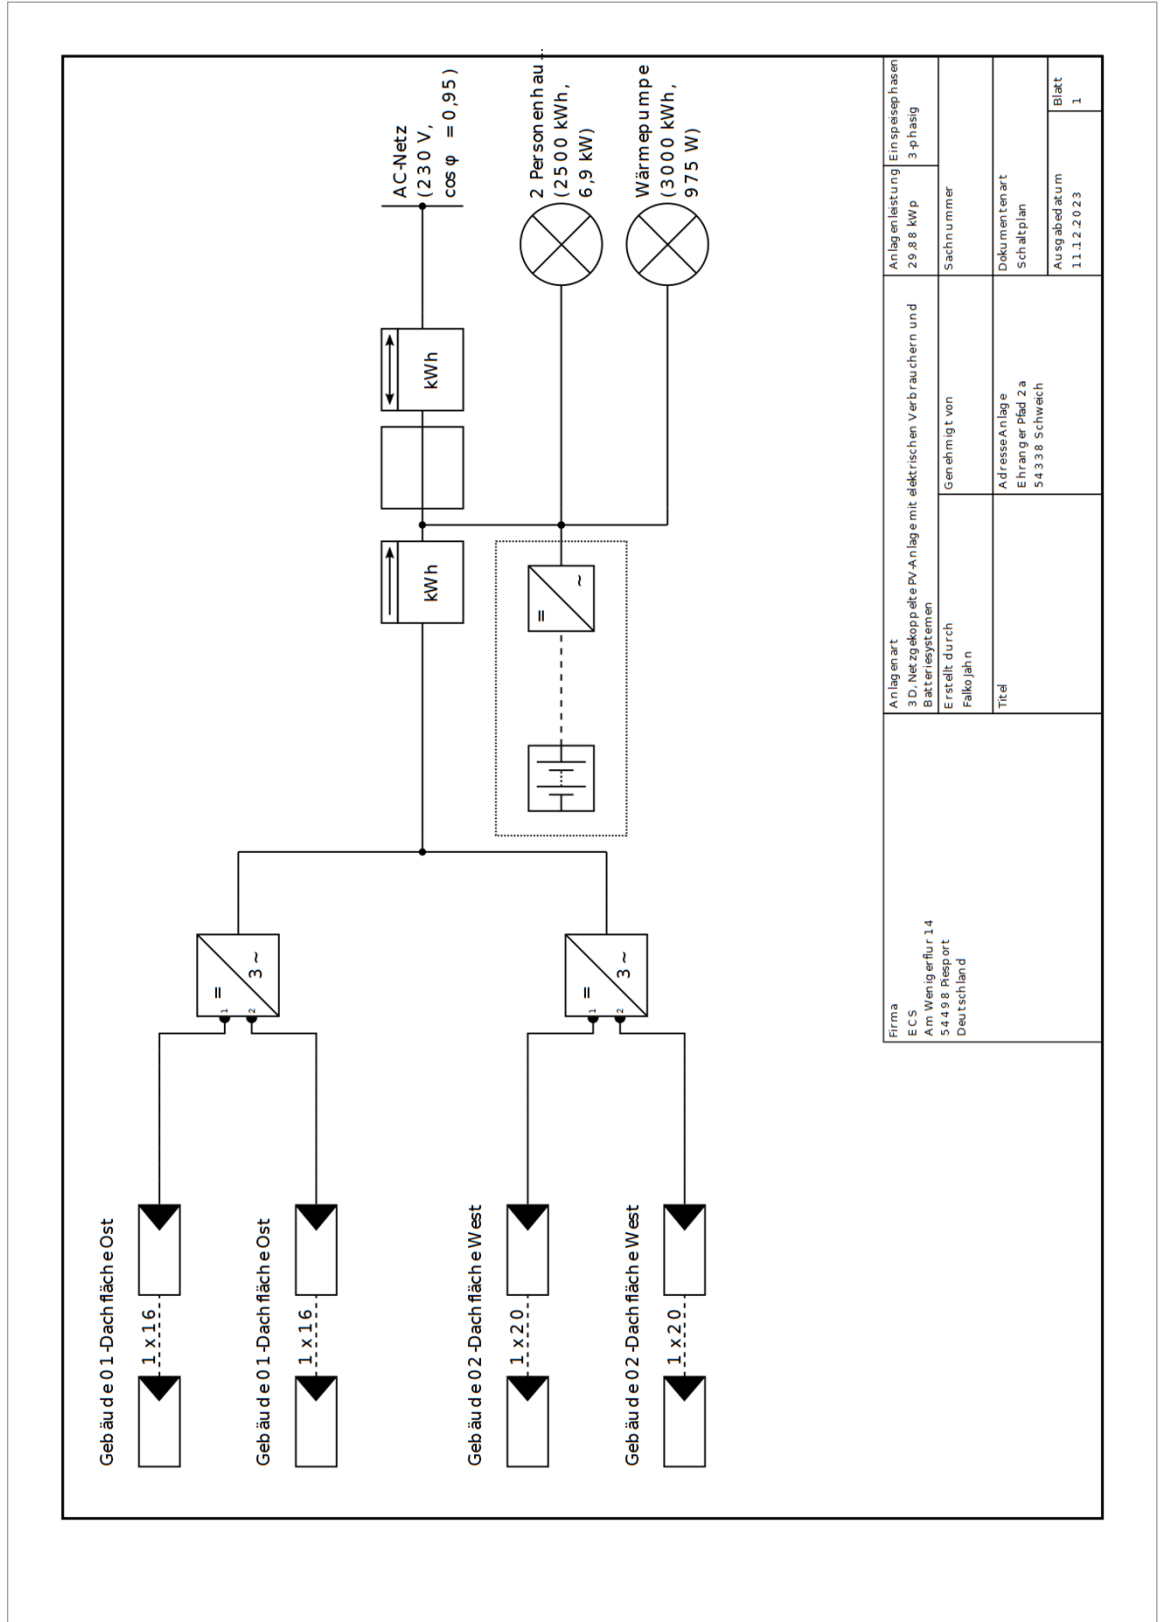 AC-Netz
(230 V,
cos φ = 0,95)
2 Personenhau...
(2500 kWh,
6,9 kW)
Wärmepumpe
(3000 kWh,
975 W)
kWh
kWh
=
~
=
3 ~
1
2
=
3 ~
1
2
Gebäude 01-Dachfläche Ost
1 x 16
Gebäude 01-Dachfläche Ost
1 x 16
Gebäude 02-Dachfläche West
1 x 20
Gebäude 02-Dachfläche West
1 x 20
Firma
ECS
Am Wenigerflur 14
54498 Piesport
Deutschland
Anlagenart
3D, Netzgekoppelte PV-Anlage mit elektrischen Verbrauchern und
Batteriesystemen
Anlagenleistung
29,88 kWp
Einspeisephasen
3-phasig
Erstellt durch
Falko Jahn
Genehmigt von
Sachnummer
Titel
Adresse Anlage
Ehranger Pfad 2a
54338 Schweich
Dokumentenart
Schaltplan
Ausgabedatum
11.12.2023
Blatt
1